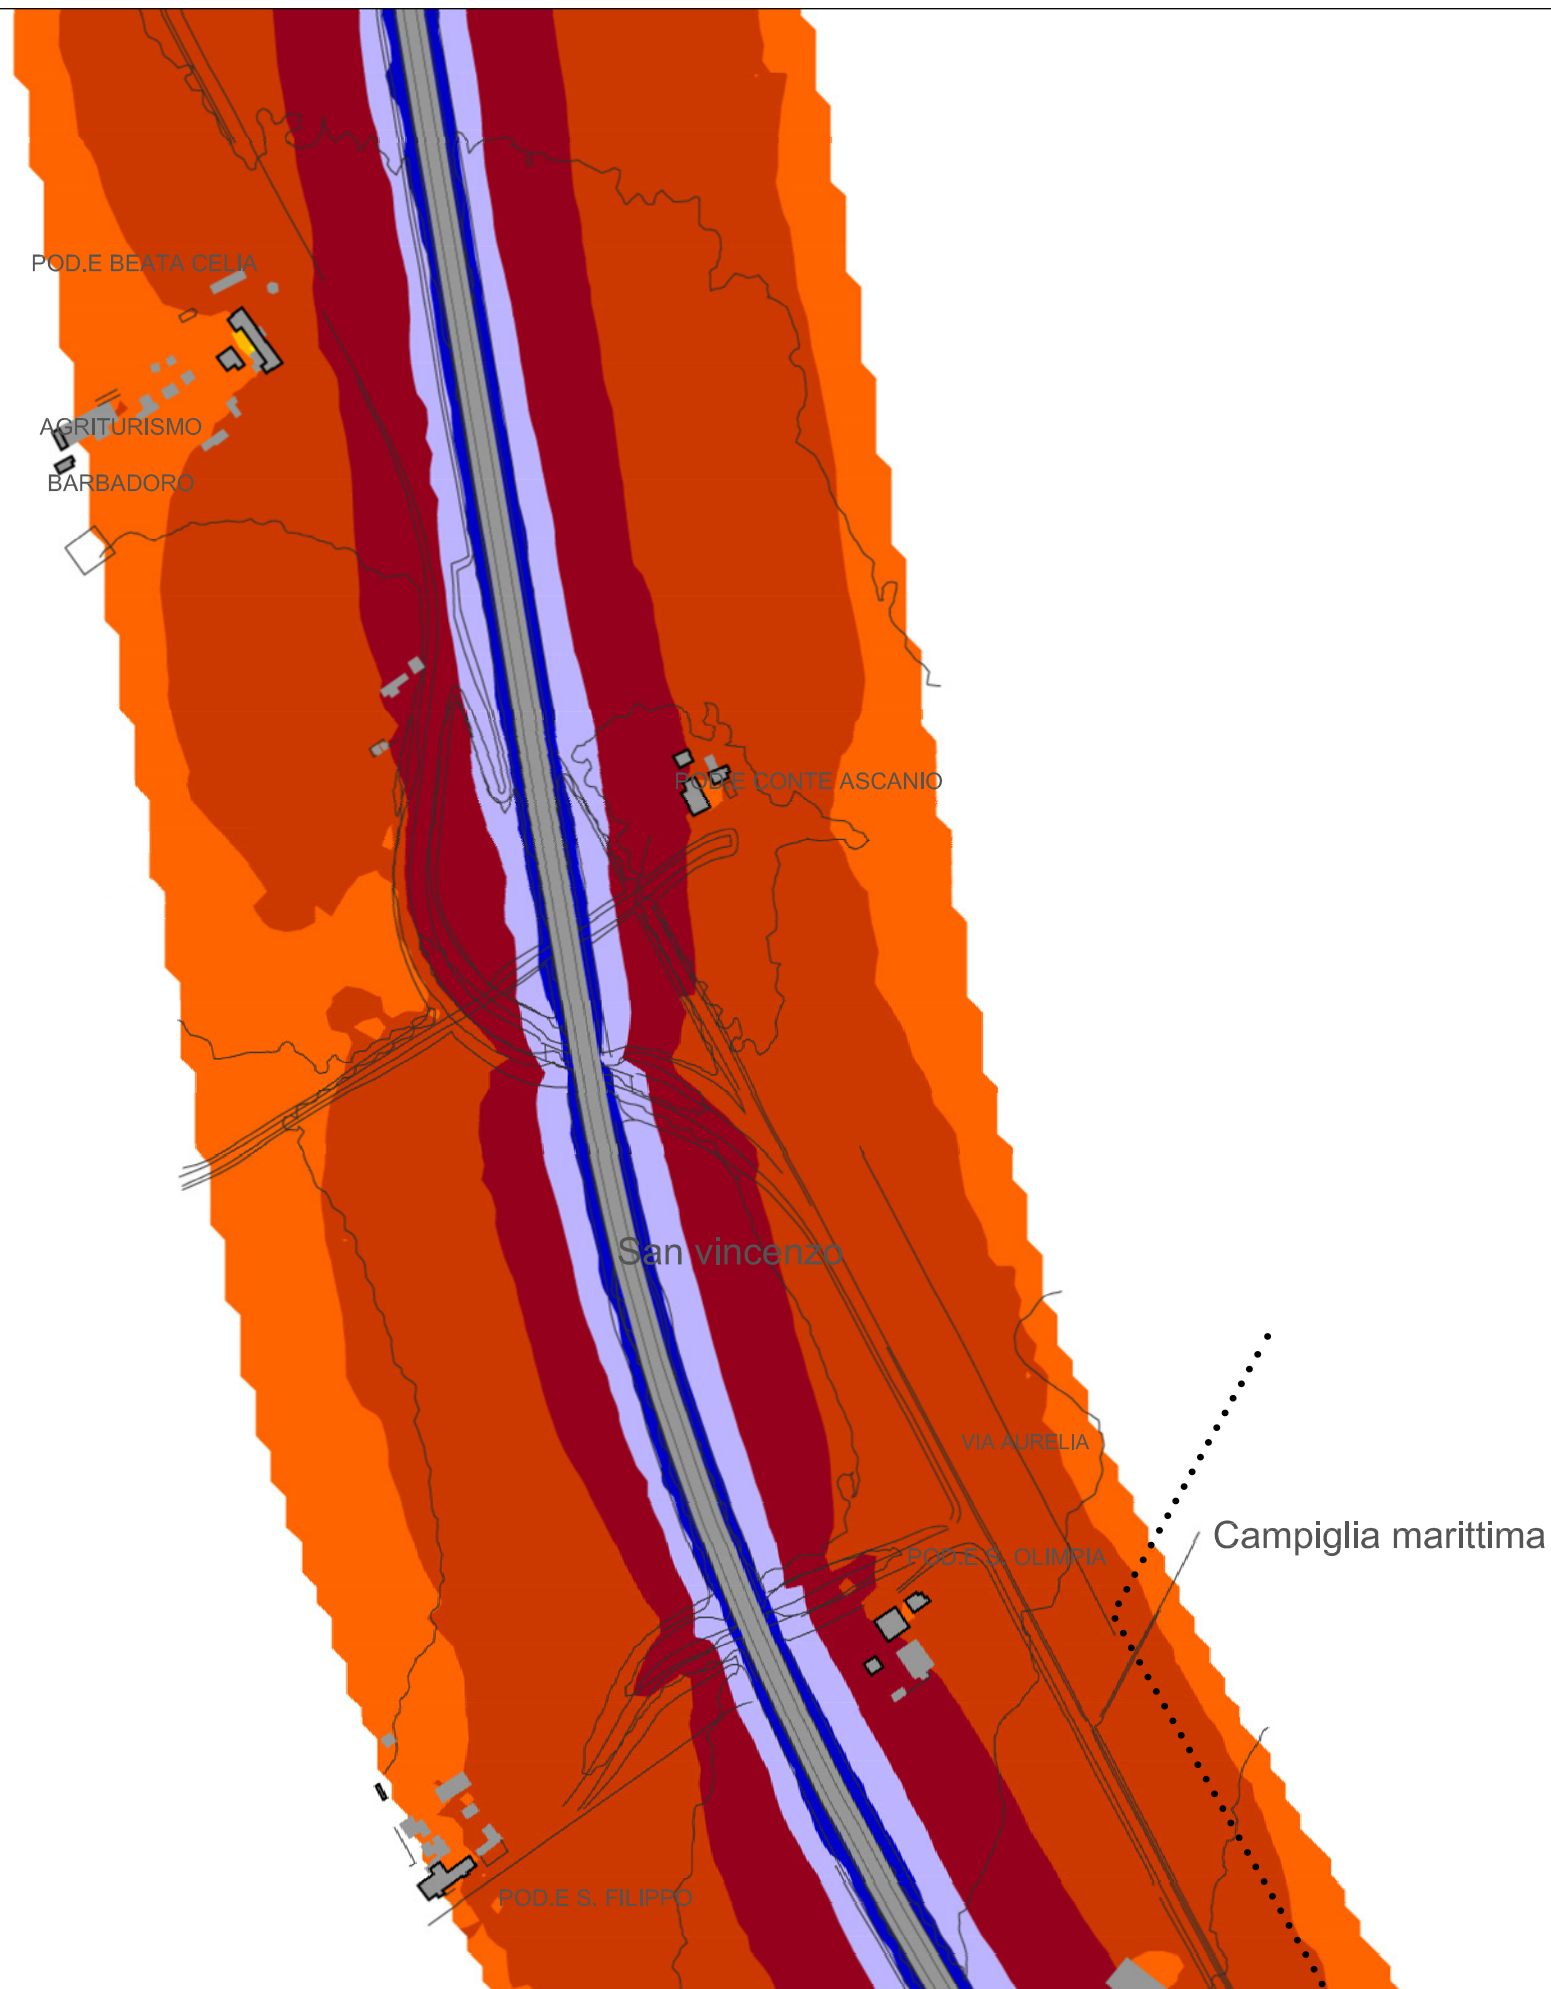 POD.E BEATA CELIA
AGRITURISMO
BARBADORO
POD.E CONTE ASCANIO
San vincenzo
VIA AURELIA
Campiglia marittima
POD.E S. OLIMPIA
POD.E S. FILIPPO